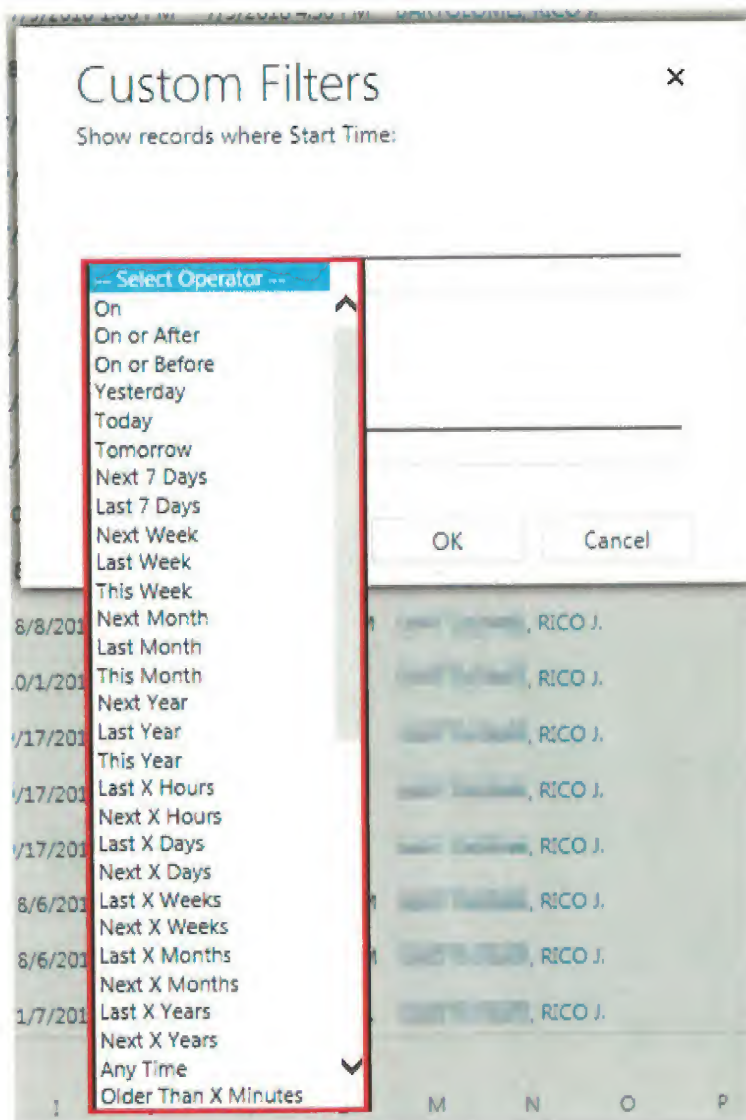 Custom Filters
×
Show records where Start Time:
-- Select Operator --
On
On or After
On or Before
Yesterday
Today
Tomorrow
Next 7 Days
Last 7 Days
Next Week
Last Week
This Week
Next Month
Last Month
This Month
Next Year
Last Year
This Year
Last X Hours
Next X Hours
Last X Days
Next X Days
Last X Weeks
Next X Weeks
Last X Months
Next X Months
Last X Years
Next X Years
Any Time
Older Than X Minutes
OK Cancel
8/8/201 , RICO J.
0/1/201 , RICO J.
/17/201 , RICO J.
/17/201 , RICO J.
/17/201 , RICO J.
8/6/201 , RICO J.
8/6/201 , RICO J.
1/7/201 , RICO J.
M N O P